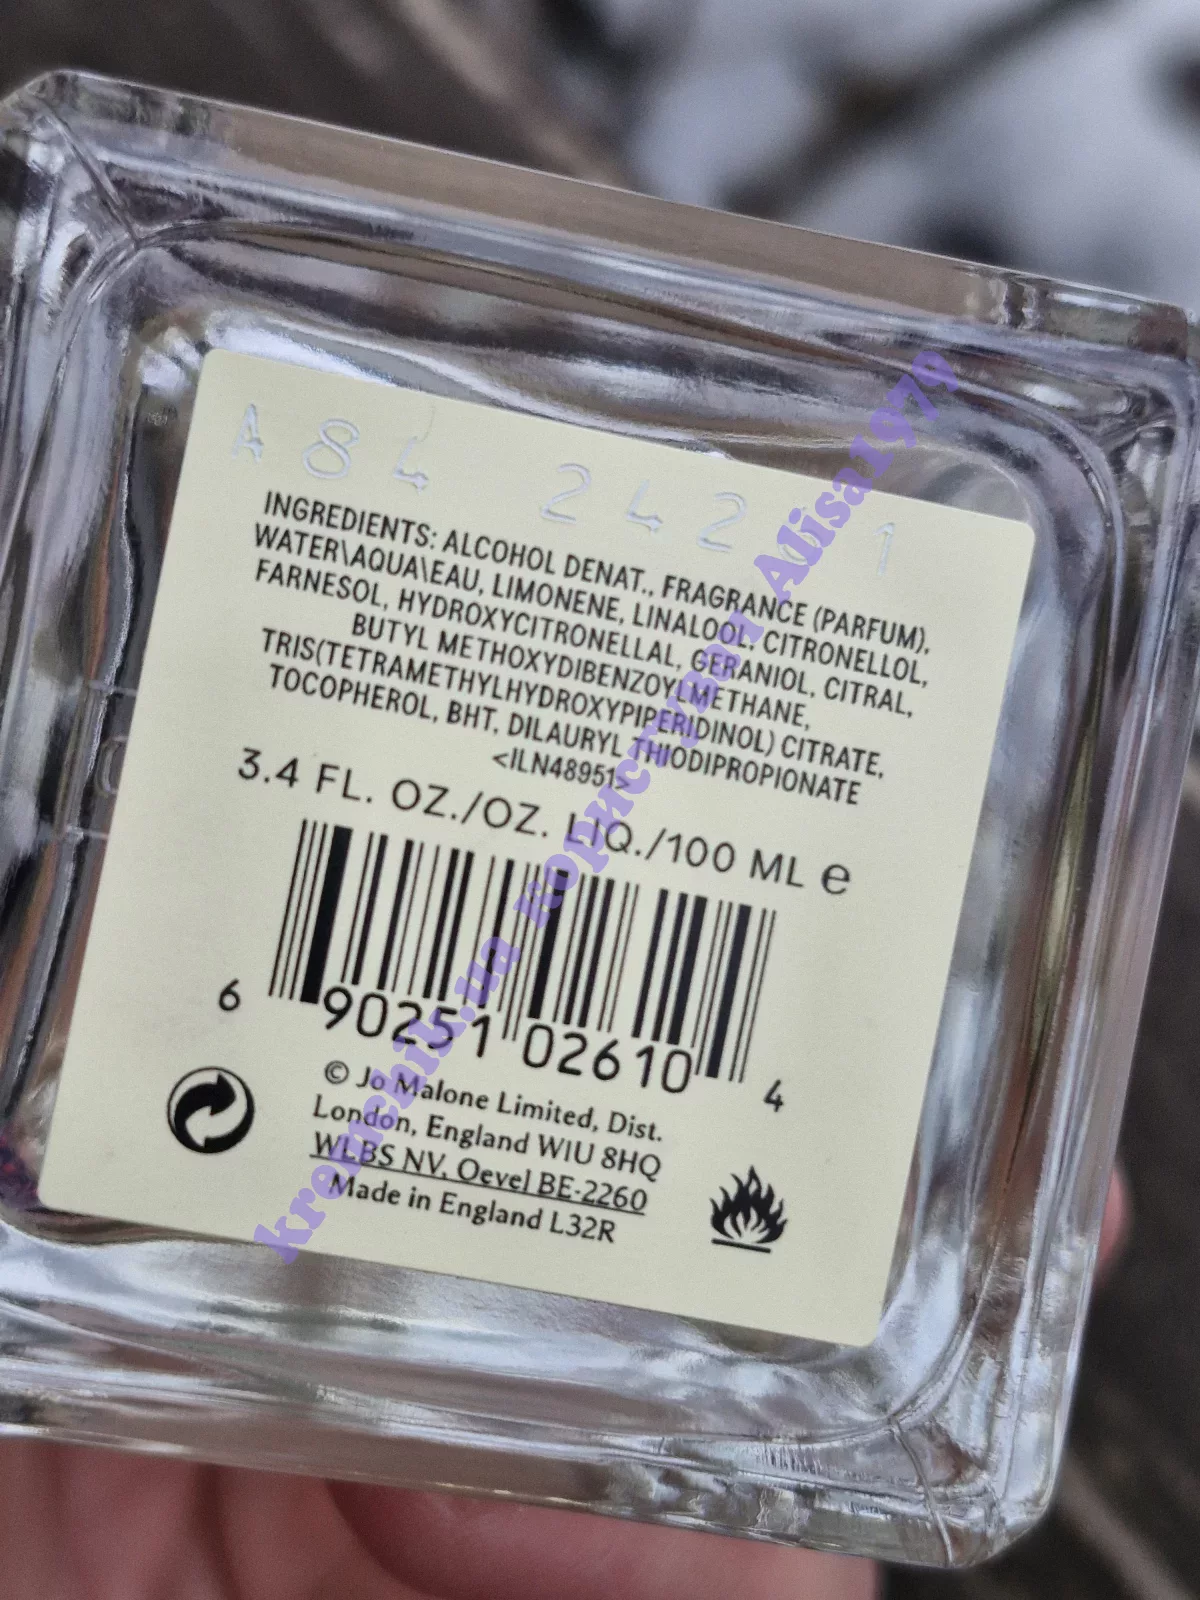 A84 242 1
INGREDIENTS: ALCOHOL DENAT., FRAGRANCE (PARFUM),
WATER\AQUA\EAU, LIMONENE, LINALOOL, CITRONELLOL,
FARNESOL, HYDROXYCITRONELLAL, GERANIOL, CITRAL,
BUTYL METHOXYDIBENZOYLMETHANE,
TRIS(TETRAMETHYLHYDROXYPIPERIDINOL) CITRATE,
TOCOPHEROL, BHT, DILAURYL THIODIPROPIONATE
<ILN48951>
3.4 FL. OZ./OZ. LIQ./100 ML e
6 90251 02610 4
© Jo Malone Limited, Dist.
London, England W1U 8HQ
WLBS NV, Oevel BE-2260
Made in England L32R
kremchik.ua користувач Alisa1979